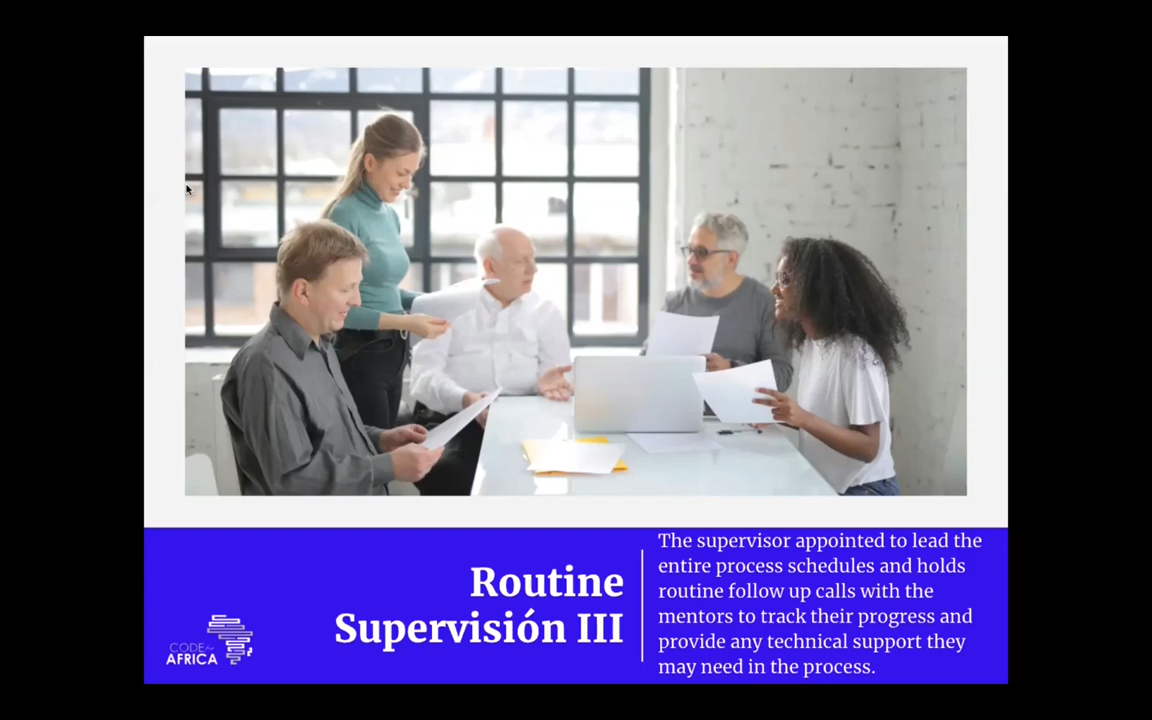 Routine
Supervisión III
The supervisor appointed to lead the
entire process schedules and holds
routine follow up calls with the
mentors to track their progress and
provide any technical support they
may need in the process.
CODE for
AFRICA